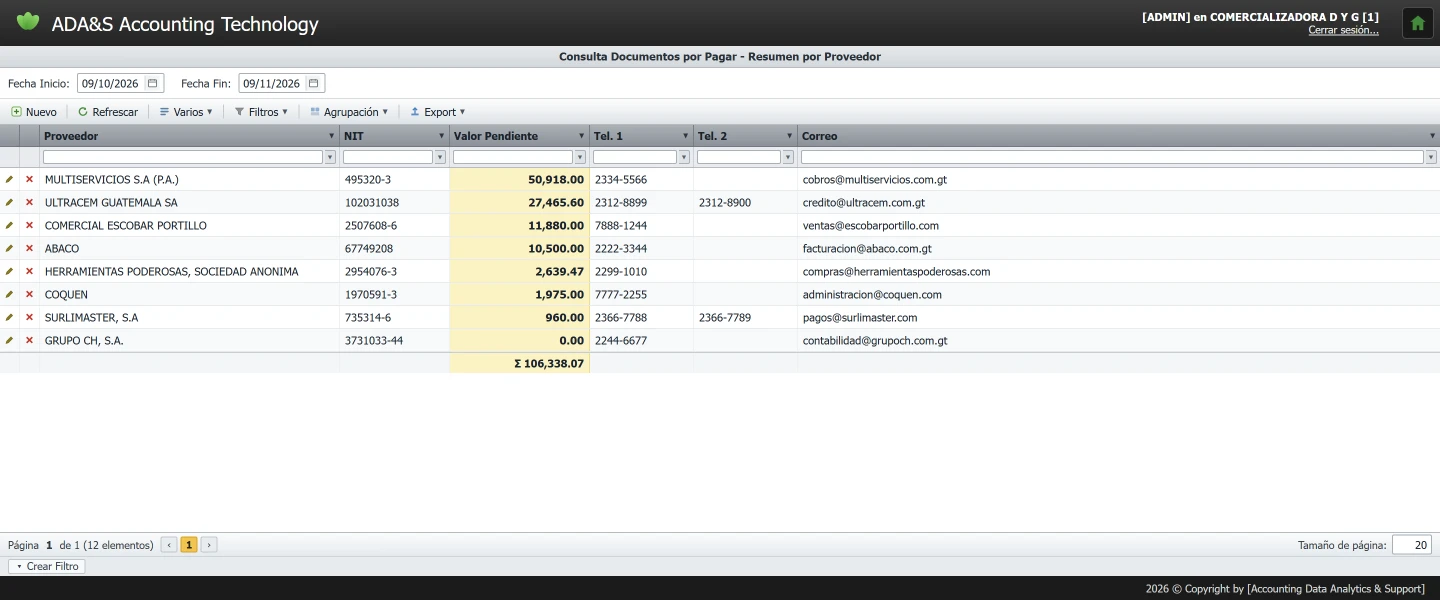 ADA&S Accounting Technology
[ADMIN] en COMERCIALIZADORA D Y G [1]
Cerrar sesión...
Consulta Documentos por Pagar - Resumen por Proveedor
Fecha Inicio: 09/10/2026 Fecha Fin: 09/11/2026
Nuevo Refrescar Varios Filtros Agrupación Export
Proveedor NIT Valor Pendiente Tel. 1 Tel. 2 Correo
MULTISERVICIOS S.A (P.A.) 495320-3 50,918.00 2334-5566 cobros@multiservicios.com.gt
ULTRACEM GUATEMALA SA 102031038 27,465.60 2312-8899 2312-8900 credito@ultracem.com.gt
COMERCIAL ESCOBAR PORTILLO 2507608-6 11,880.00 7888-1244 ventas@escobarportillo.com
ABACO 67749208 10,500.00 2222-3344 facturacion@abaco.com.gt
HERRAMIENTAS PODEROSAS, SOCIEDAD ANONIMA 2954076-3 2,639.47 2299-1010 compras@herramientaspoderosas.com
COQUEN 1970591-3 1,975.00 7777-2255 administracion@coquen.com
SURLIMASTER, S.A 735314-6 960.00 2366-7788 2366-7789 pagos@surlimaster.com
GRUPO CH, S.A. 3731033-44 0.00 2244-6677 contabilidad@grupoch.com.gt
Σ 106,338.07
Página 1 de 1 (12 elementos) ‹ 1 › Tamaño de página: 20
Crear Filtro
2026 © Copyright by [Accounting Data Analytics & Support]